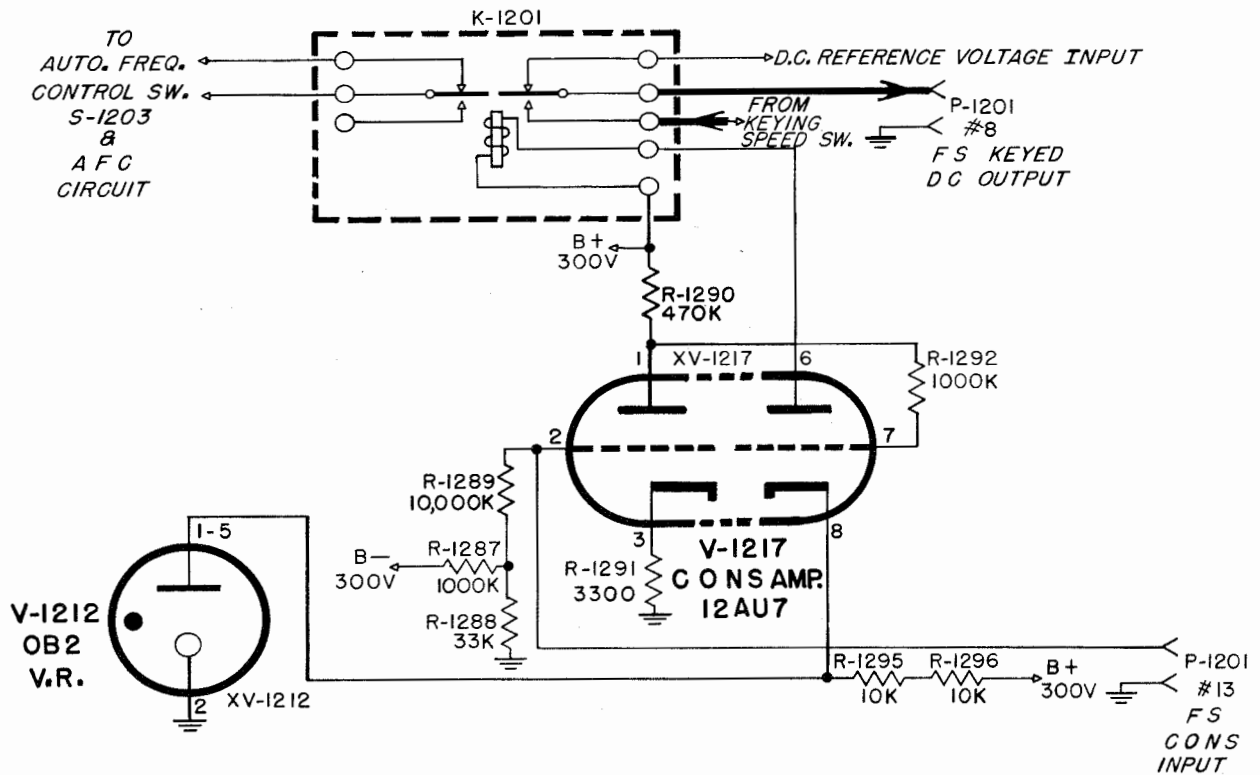 K-1201
TO
AUTO. FREQ.
CONTROL SW.
S-1203
&
AFC
CIRCUIT
D.C. REFERENCE VOLTAGE INPUT
FROM
KEYING
SPEED SW.
P-1201
#8
FS KEYED
DC OUTPUT
B+
300V
R-1290
470K
1
XV-1217
6
R-1292
1000K
2
7
R-1289
10,000K
3
8
V-1217
CONS AMP.
12AU7
B-
300V
R-1287
1000K
R-1291
3300
R-1288
33K
1-5
V-1212
OB2
V.R.
2
XV-1212
R-1295
10K
R-1296
10K
B+
300V
P-1201
#13
FS
CONS
INPUT